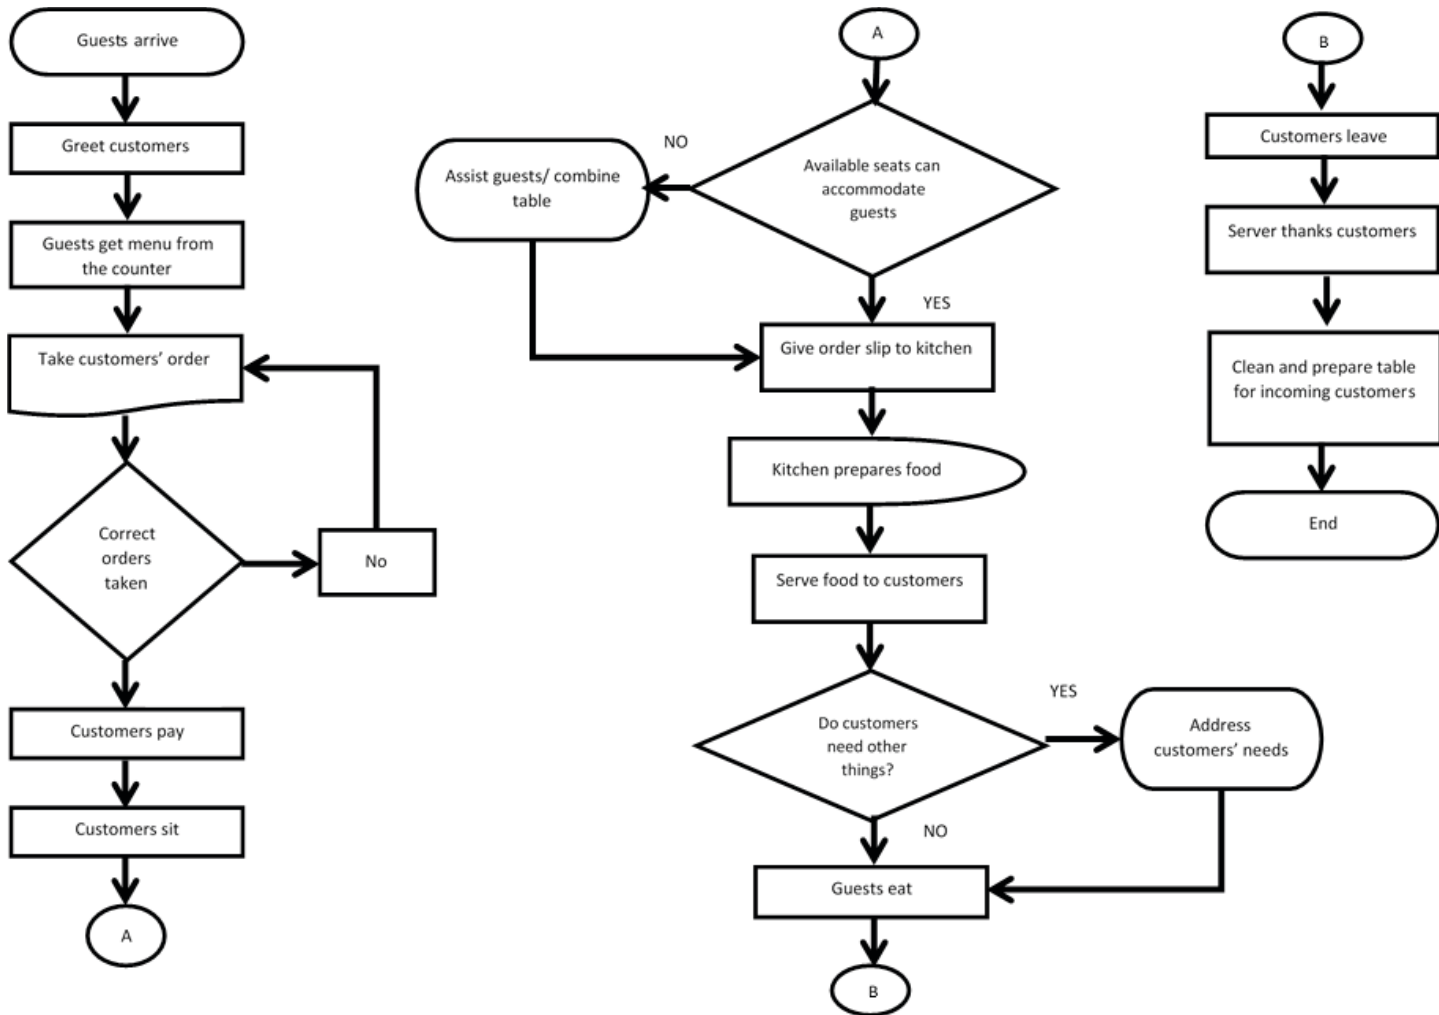 Guests arrive
Greet customers
Guests get menu from
the counter
Take customers’ order
Correct
orders
taken
No
Customers pay
Customers sit
A
A
Available seats can
accommodate
guests
NO
Assist guests/ combine
table
YES
Give order slip to kitchen
Kitchen prepares food
Serve food to customers
Do customers
need other
things?
YES
Address
customers’ needs
NO
Guests eat
B
B
Customers leave
Server thanks customers
Clean and prepare table
for incoming customers
End